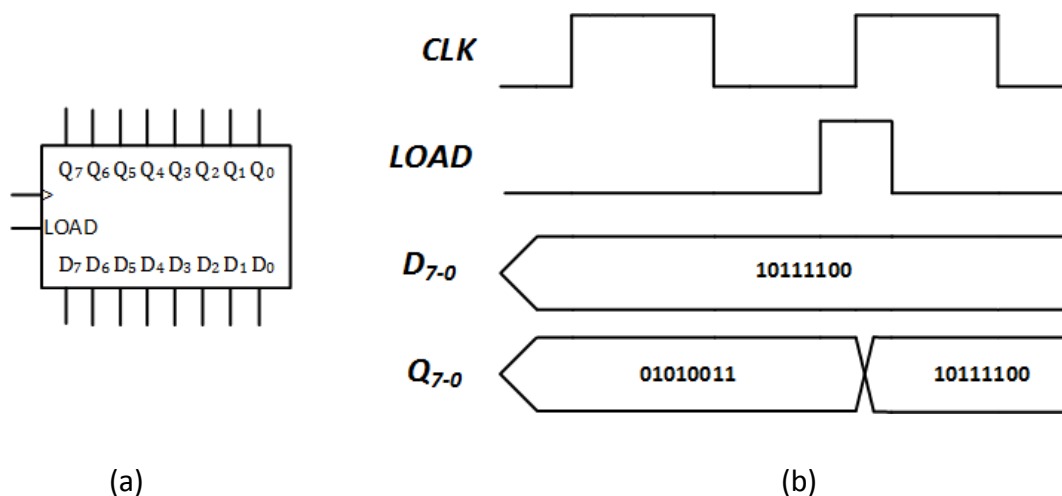 CLK
Q7 Q6 Q5 Q4 Q3 Q2 Q1 Q0
LOAD
D7 D6 D5 D4 D3 D2 D1 D0
LOAD
D7-0
10111100
Q7-0
01010011
10111100
(a)
(b)